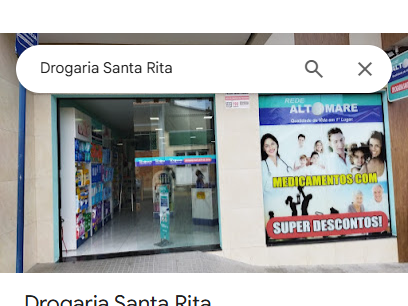 Drogaria Santa Rita
REDE
ALTOMARE
Qualidade de Vida em 1º Lugar
MEDICAMENTOS.COM
SUPER DESCONTOS!
Drogaria Santa Rita